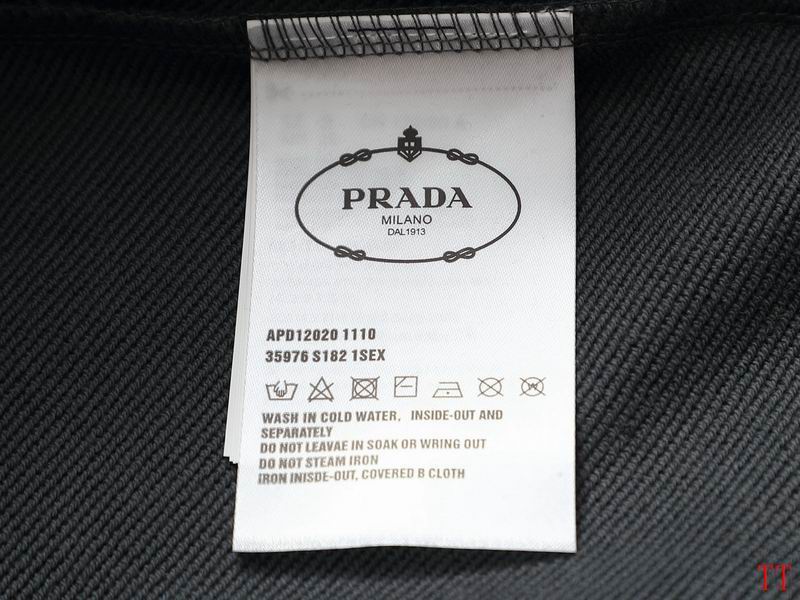 PRADA
MILANO
DAL1913
APD12020 1110
35976 S182 1SEX
WASH IN COLD WATER, INSIDE-OUT AND
SEPARATELY
DO NOT LEAVAE IN SOAK OR WRING OUT
DO NOT STEAM IRON
IRON INISDE-OUT, COVERED B CLOTH
TT